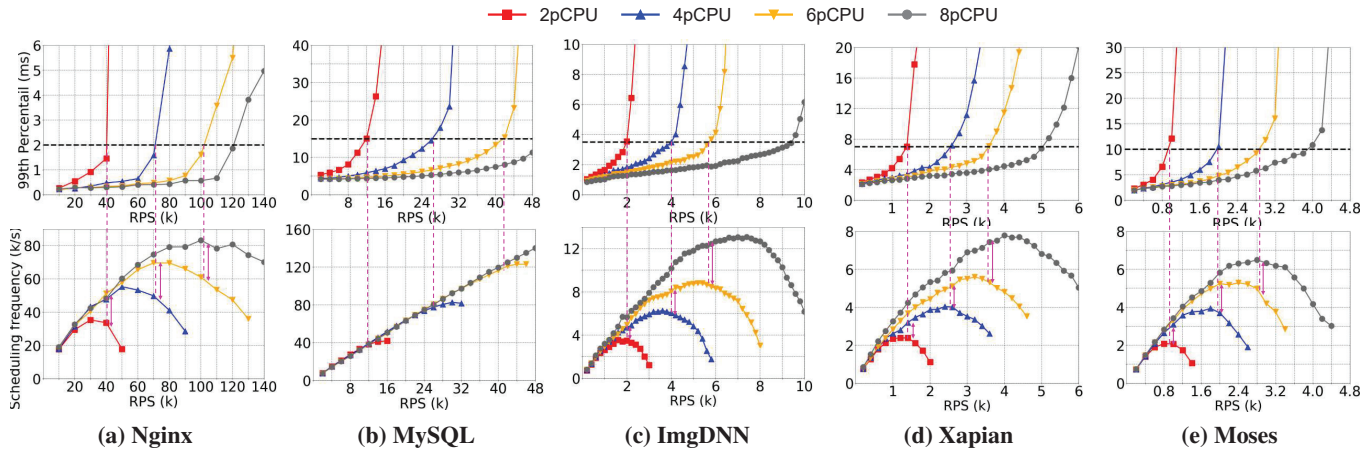 2pCPU 4pCPU 6pCPU 8pCPU
99th Percentail (ms)
6
5
4
3
2
1
0
20 40 60 80 100 120 140
RPS (k)
40
30
20
10
0
8 16 24 32 40 48
RPS (k)
10
8
6
4
2
0
2 4 6 8 10
RPS (k)
20
16
12
8
4
0
1 2 3 4 5 6
RPS (k)
30
25
20
15
10
5
0
0.8 1.6 2.4 3.2 4.0 4.8
RPS (k)
Scheduling frequency (K/s)
80
60
40
20
0
20 40 60 80 100 120 140
RPS (k)
160
120
80
40
0
8 16 24 32 40 48
RPS (k)
12
9
6
3
0
2 4 6 8 10
RPS (k)
8
6
4
2
0
1 2 3 4 5 6
RPS (k)
8
6
4
2
0
0.8 1.6 2.4 3.2 4.0 4.8
RPS (k)
(a) Nginx
(b) MySQL
(c) ImgDNN
(d) Xapian
(e) Moses